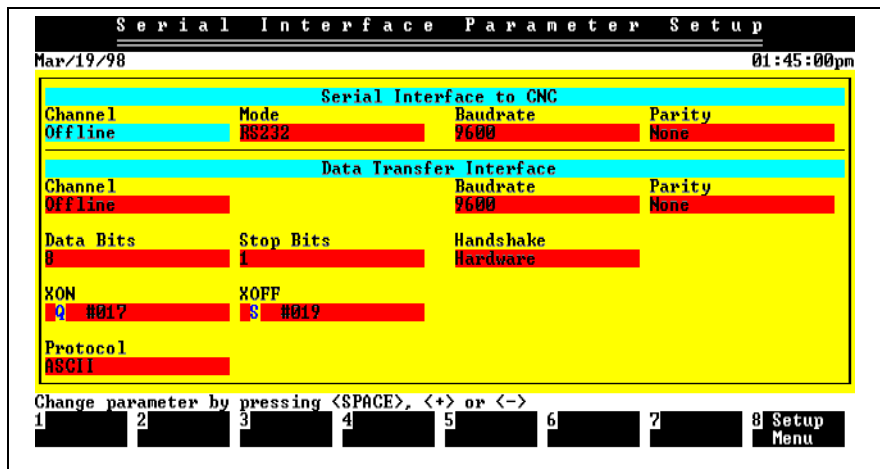 Serial Interface Parameter Setup
Mar/19/98 01:45:00pm
Serial Interface to CNC
Channel Mode Baudrate Parity
Offline RS232 9600 None
Data Transfer Interface
Channel Baudrate Parity
Offline 9600 None
Data Bits Stop Bits Handshake
8 1 Hardware
XON XOFF
Q #017 S #019
Protocol
ASCII
Change parameter by pressing <SPACE>, <+> or <->
1 2 3 4 5 6 7 8 Setup
Menu